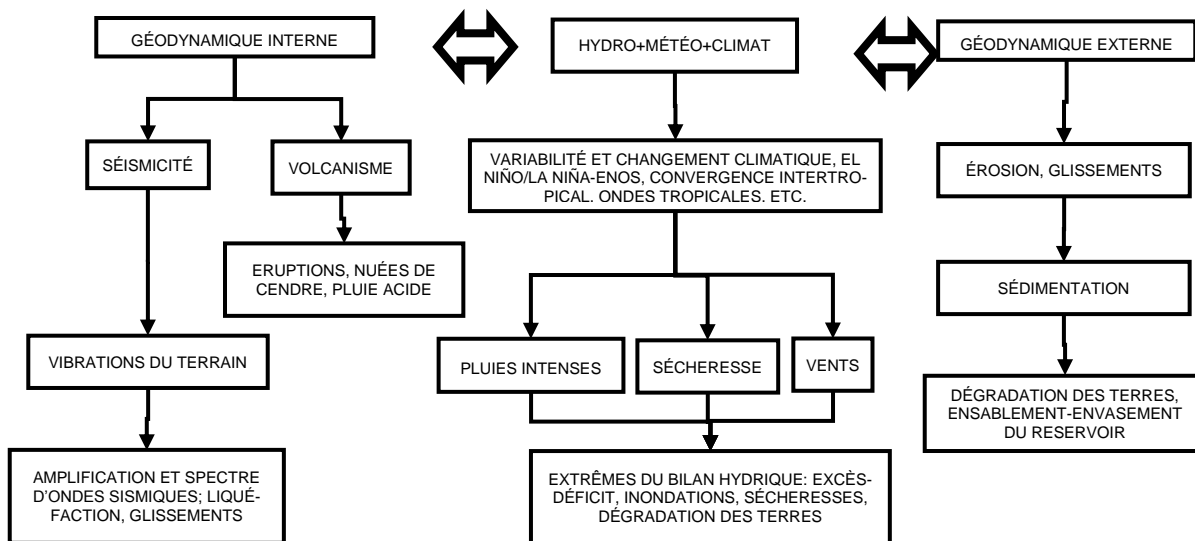 GÉODYNAMIQUE INTERNE
HYDRO+MÉTÉO+CLIMAT
GÉODYNAMIQUE EXTERNE
SÉISMICITÉ
VOLCANISME
VARIABILITÉ ET CHANGEMENT CLIMATIQUE, EL
NIÑO/LA NIÑA-ENOS, CONVERGENCE INTERTRO-
PICAL. ONDES TROPICALES. ETC.
ÉROSION, GLISSEMENTS
ERUPTIONS, NUÉES DE
CENDRE, PLUIE ACIDE
SÉDIMENTATION
VIBRATIONS DU TERRAIN
PLUIES INTENSES
SÉCHERESSE
VENTS
DÉGRADATION DES TERRES,
ENSABLEMENT-ENVASEMENT
DU RESERVOIR
AMPLIFICATION ET SPECTRE
D'ONDES SISMIQUES; LIQUÉ-
FACTION, GLISSEMENTS
EXTRÊMES DU BILAN HYDRIQUE: EXCÈS-
DÉFICIT, INONDATIONS, SÉCHERESSES,
DÉGRADATION DES TERRES